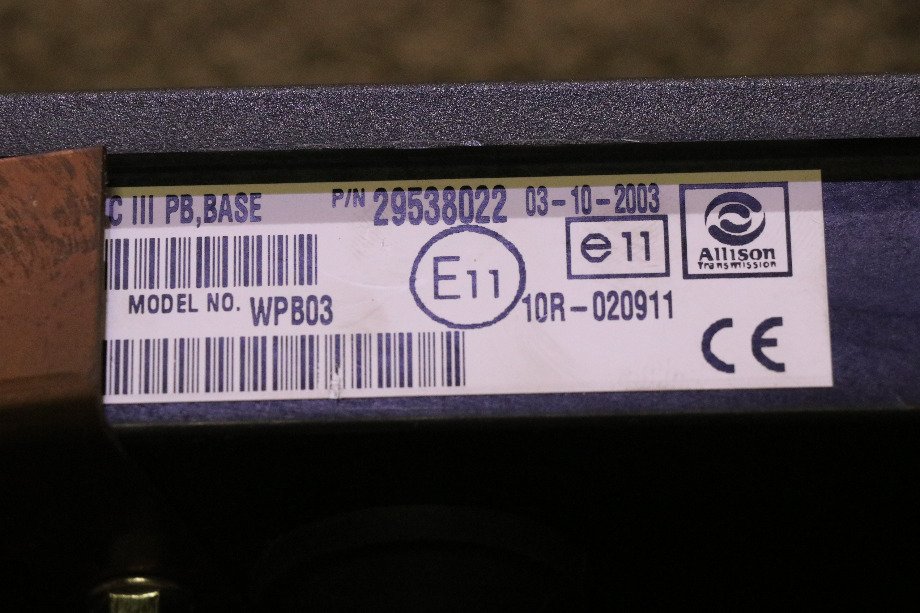 C III PB,BASE P/N 29538022 03-10-2003
E11
e11
Allison
Transmission
MODEL NO. WPB03
10R-020911
CE